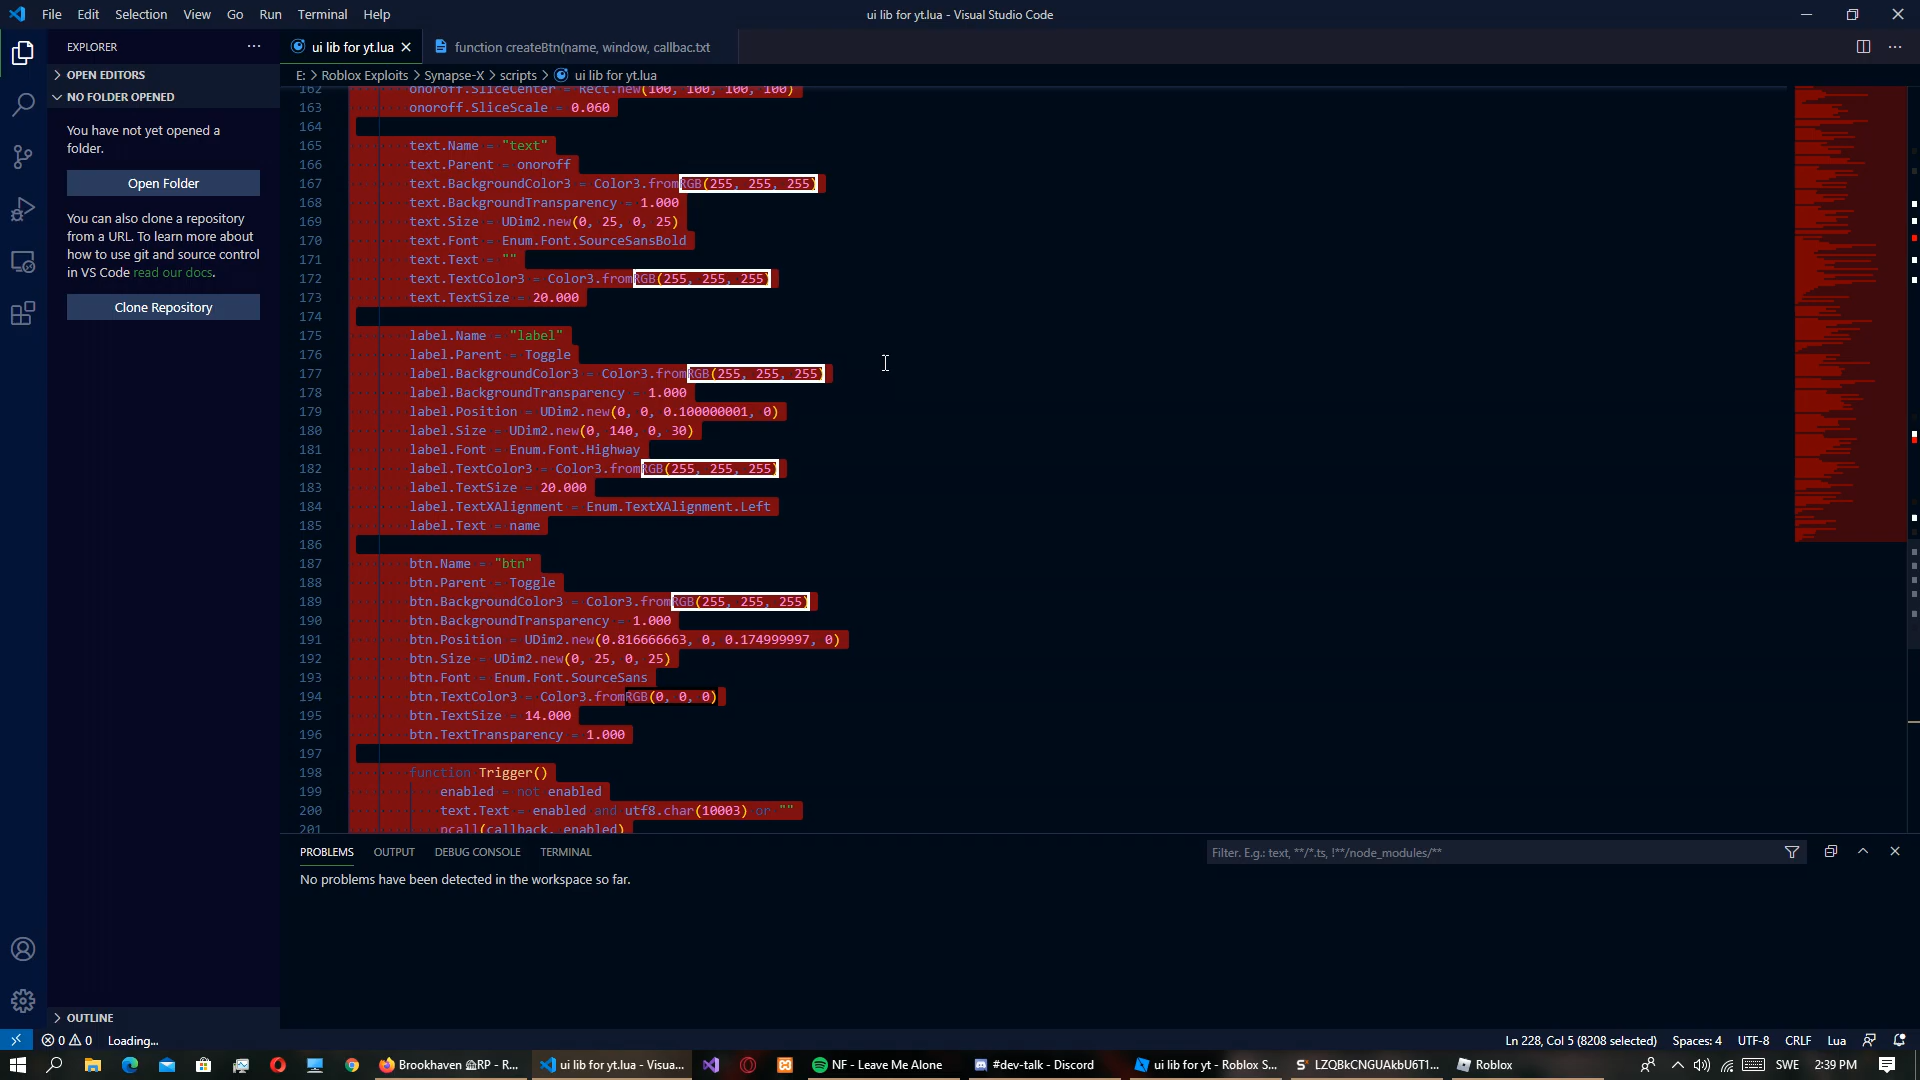 File Edit Selection View Go Run Terminal Help
ui lib for yt.lua - Visual Studio Code
EXPLORER
ui lib for yt.lua
function createBtn(name, window, callbac.txt
OPEN EDITORS
E: > Roblox Exploits > Synapse-X > scripts > ui lib for yt.lua
NO FOLDER OPENED
You have not yet opened a
folder.
Open Folder
You can also clone a repository
from a URL. To learn more about
how to use git and source control
in VS Code read our docs.
Clone Repository
162 onoroff.SliceCenter = Rect.new(100, 100, 100, 100)
163 onoroff.SliceScale = 0.060
164
165 text.Name = "text"
166 text.Parent = onoroff
167 text.BackgroundColor3 = Color3.fromRGB(255, 255, 255)
168 text.BackgroundTransparency = 1.000
169 text.Size = UDim2.new(0, 25, 0, 25)
170 text.Font = Enum.Font.SourceSansBold
171 text.Text = ""
172 text.TextColor3 = Color3.fromRGB(255, 255, 255)
173 text.TextSize = 20.000
174
175 label.Name = "label"
176 label.Parent = Toggle
177 label.BackgroundColor3 = Color3.fromRGB(255, 255, 255)
178 label.BackgroundTransparency = 1.000
179 label.Position = UDim2.new(0, 0, 0.100000001, 0)
180 label.Size = UDim2.new(0, 140, 0, 30)
181 label.Font = Enum.Font.Highway
182 label.TextColor3 = Color3.fromRGB(255, 255, 255)
183 label.TextSize = 20.000
184 label.TextXAlignment = Enum.TextXAlignment.Left
185 label.Text = name
186
187 btn.Name = "btn"
188 btn.Parent = Toggle
189 btn.BackgroundColor3 = Color3.fromRGB(255, 255, 255)
190 btn.BackgroundTransparency = 1.000
191 btn.Position = UDim2.new(0.816666663, 0, 0.174999997, 0)
192 btn.Size = UDim2.new(0, 25, 0, 25)
193 btn.Font = Enum.Font.SourceSans
194 btn.TextColor3 = Color3.fromRGB(0, 0, 0)
195 btn.TextSize = 14.000
196 btn.TextTransparency = 1.000
197
198 function Trigger()
199 enabled = not enabled
200 text.Text = enabled and utf8.char(10003) or ""
201 pcall(callback, enabled)
PROBLEMS OUTPUT DEBUG CONSOLE TERMINAL
Filter. E.g.: text, **/*.ts, !**/node_modules/**
No problems have been detected in the workspace so far.
OUTLINE
0 0 Loading...
Ln 228, Col 5 (8208 selected) Spaces: 4 UTF-8 CRLF Lua
Brookhaven 🏠RP - R...
ui lib for yt.lua - Visua...
NF - Leave Me Alone
#dev-talk - Discord
ui lib for yt - Roblox S...
LZQBkCNGUAkbU6T1...
Roblox
SWE
2:39 PM